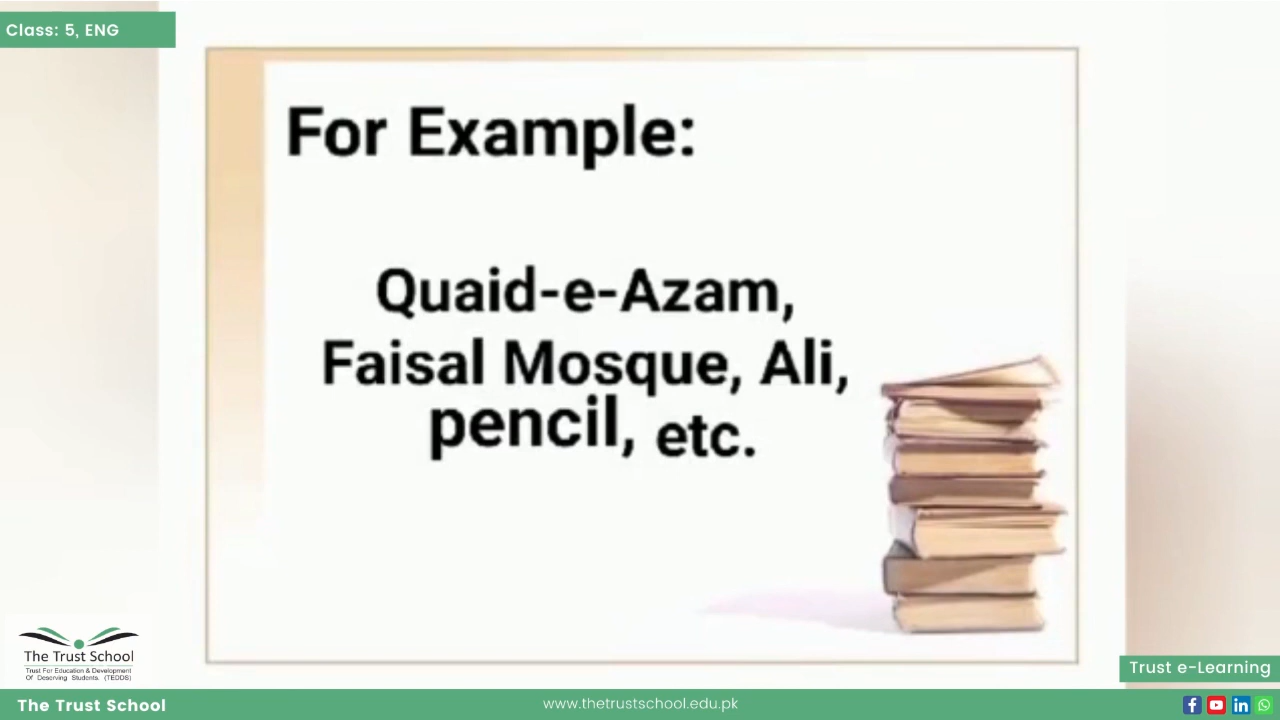 Class: 5, ENG
For Example:
Quaid-e-Azam,
Faisal Mosque, Ali,
pencil, etc.
The Trust School
Trust For Education & Development
Of Deserving Students. (TEDDS)
Trust e-Learning
The Trust School
www.thetrustschool.edu.pk